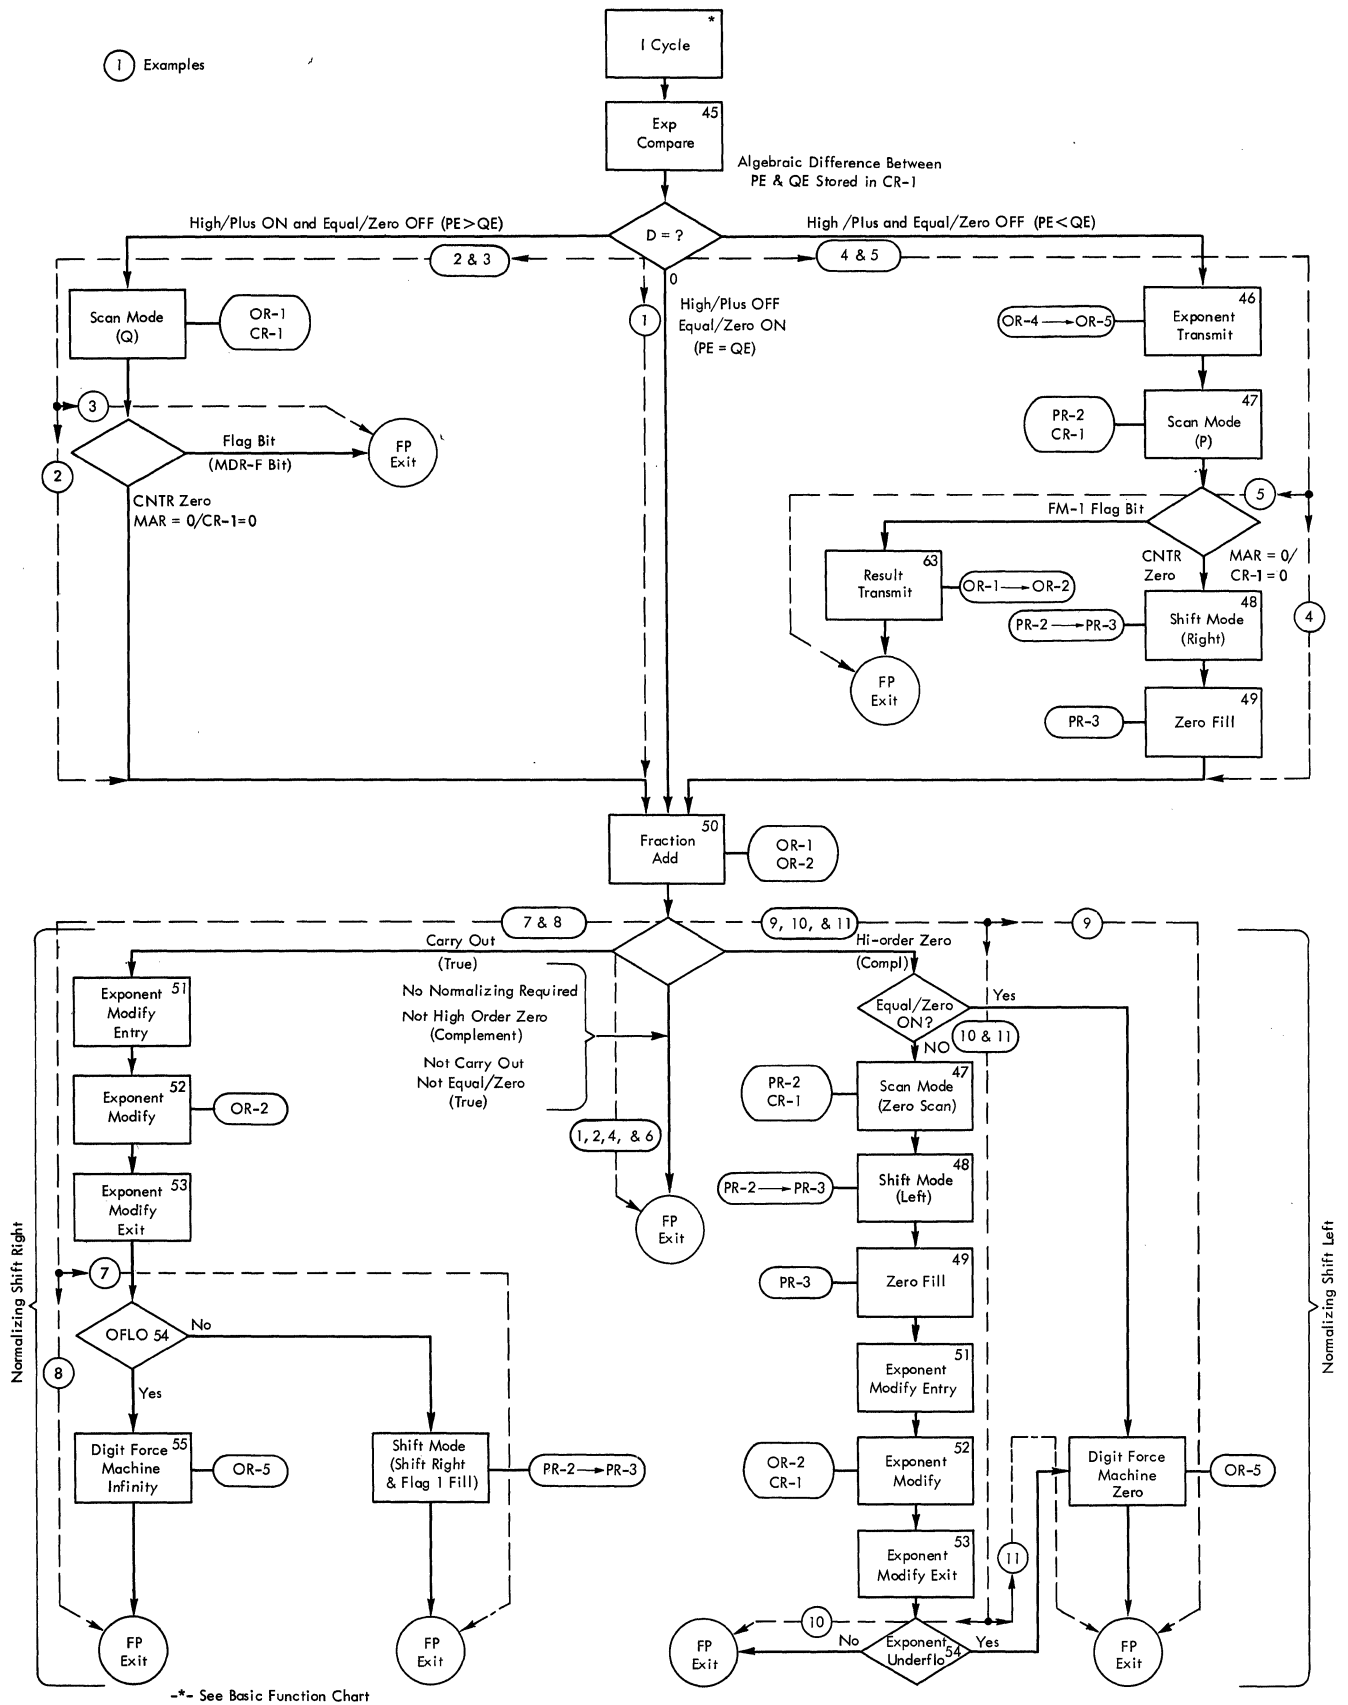 *
I Cycle
1 Examples
45
Exp
Compare
Algebraic Difference Between
PE & QE Stored in CR-1
High/Plus ON and Equal/Zero OFF (PE>QE)
D = ?
High /Plus and Equal/Zero OFF (PE<QE)
2 & 3
4 & 5
0
Scan Mode
(Q)
OR-1
CR-1
1
High/Plus OFF
Equal/Zero ON
(PE = QE)
46
Exponent
Transmit
OR-4 OR-5
3
Flag Bit
(MDR-F Bit)
FP
Exit
2
CNTR Zero
MAR = 0/CR-1=0
47
Scan Mode
(P)
PR-2
CR-1
5
FM-1 Flag Bit
CNTR
Zero
MAR = 0/
CR-1 = 0
63
Result
Transmit
OR-1 OR-2
48
Shift Mode
(Right)
PR-2 PR-3
4
FP
Exit
49
Zero Fill
PR-3
50
Fraction
Add
OR-1
OR-2
7 & 8
9, 10, & 11
9
Carry Out
(True)
Hi-order Zero
(Compl)
No Normalizing Required
Not High Order Zero
(Complement)
Not Carry Out
Not Equal/Zero
(True)
51
Exponent
Modify
Entry
Equal/Zero
ON?
Yes
10 & 11
NO
52
Exponent
Modify
OR-2
47
Scan Mode
(Zero Scan)
PR-2
CR-1
1, 2, 4, & 6
53
Exponent
Modify
Exit
48
Shift Mode
(Left)
PR-2 PR-3
FP
Exit
7
49
Zero Fill
PR-3
Normalizing Shift Right
Normalizing Shift Left
OFLO 54
No
8
Yes
51
Exponent
Modify Entry
55
Digit Force
Machine
Infinity
OR-5
Shift Mode
(Shift Right
& Flag 1 Fill)
PR-2 PR-3
52
Exponent
Modify
OR-2
CR-1
Digit Force
Machine
Zero
OR-5
53
Exponent
Modify Exit
11
10
FP
Exit
FP
Exit
FP
Exit
No
Exponent
Underflo 54
Yes
FP
Exit
-*- See Basic Function Chart